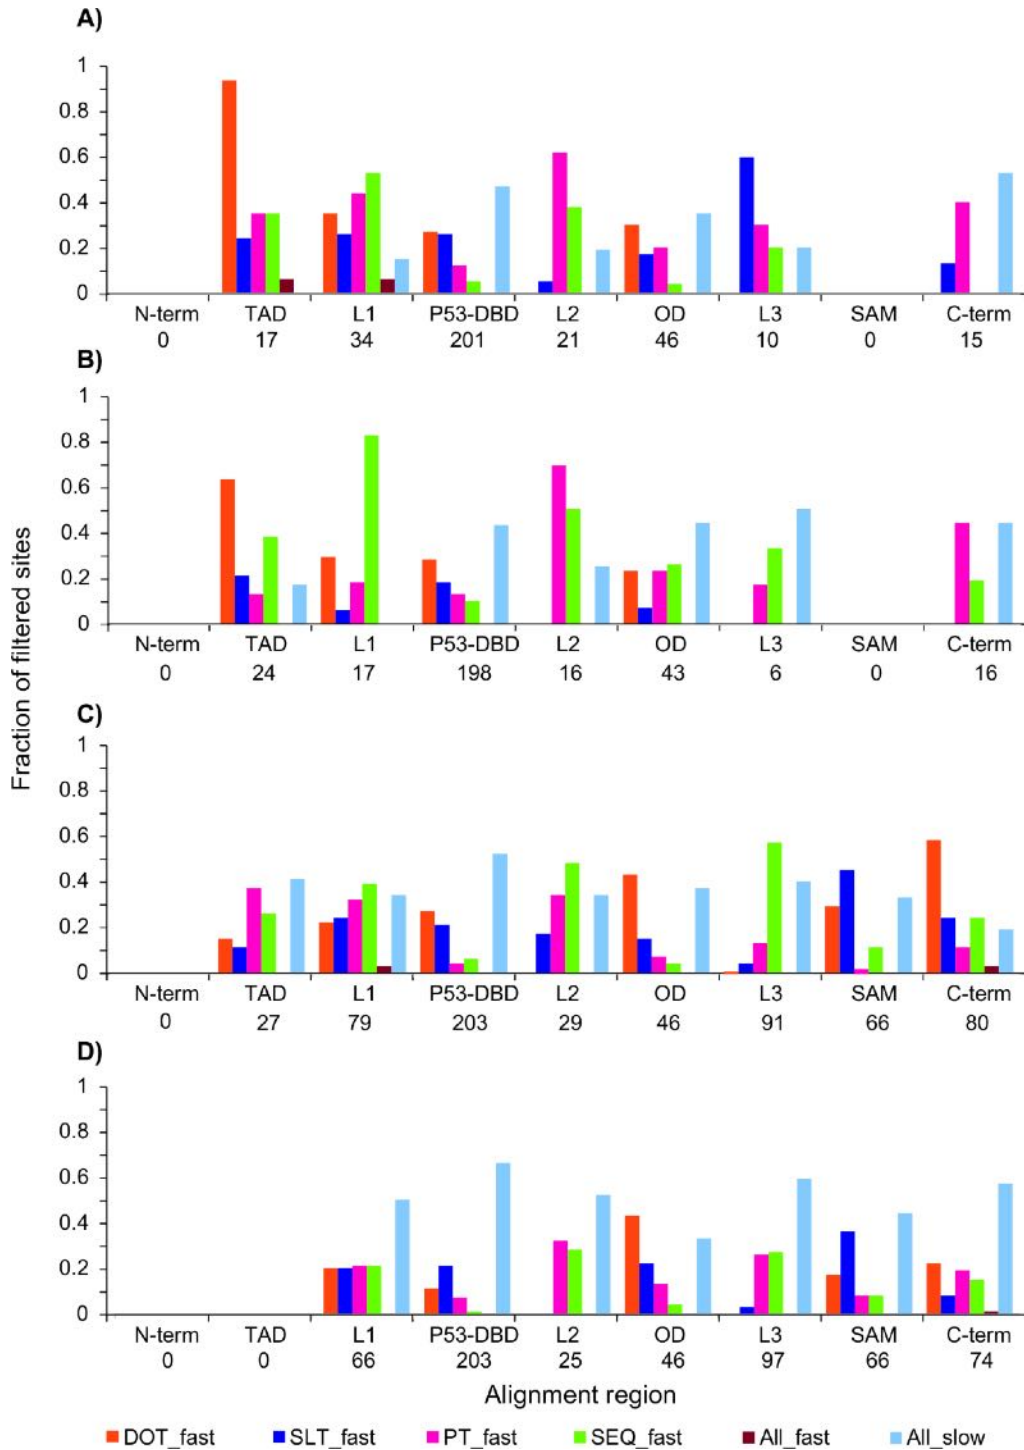 A)
1
0.8
0.6
0.4
0.2
0
N-term TAD L1 P53-DBD L2 OD L3 SAM C-term
0 17 34 201 21 46 10 0 15
B)
1
0.8
0.6
0.4
0.2
0
N-term TAD L1 P53-DBD L2 OD L3 SAM C-term
0 24 17 198 16 43 6 0 16
Fraction of filtered sites
C)
1
0.8
0.6
0.4
0.2
0
N-term TAD L1 P53-DBD L2 OD L3 SAM C-term
0 27 79 203 29 46 91 66 80
D)
1
0.8
0.6
0.4
0.2
0
N-term TAD L1 P53-DBD L2 OD L3 SAM C-term
0 0 66 203 25 46 97 66 74
Alignment region
DOT_fast SLT_fast PT_fast SEQ_fast All_fast All_slow